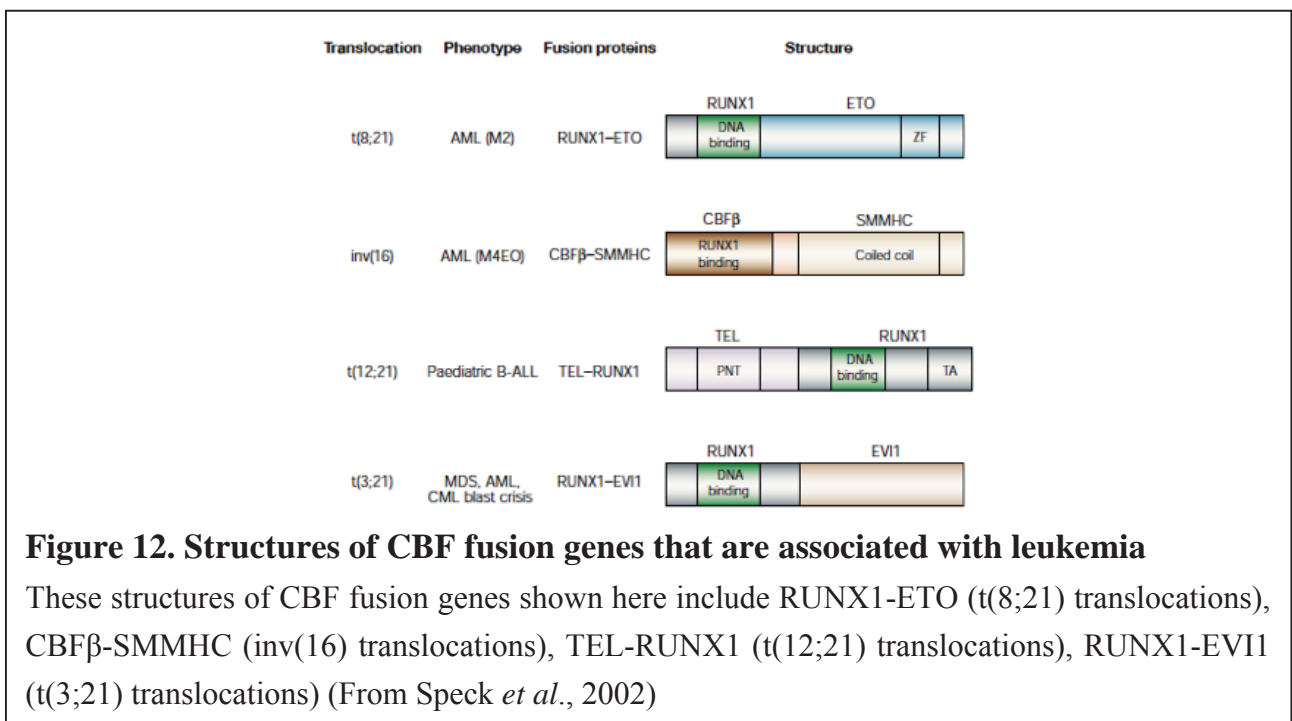 Translocation Phenotype Fusion proteins Structure
RUNX1 ETO
t(8;21) AML (M2) RUNX1–ETO DNA binding ZF
CBFβ SMMHC
inv(16) AML (M4EO) CBFβ–SMMHC RUNX1 binding Coiled coil
TEL RUNX1
t(12;21) Paediatric B-ALL TEL–RUNX1 PNT DNA binding TA
RUNX1 EVI1
t(3;21) MDS, AML, CML blast crisis RUNX1–EVI1 DNA binding
Figure 12. Structures of CBF fusion genes that are associated with leukemia
These structures of CBF fusion genes shown here include RUNX1-ETO (t(8;21) translocations),
CBFβ-SMMHC (inv(16) translocations), TEL-RUNX1 (t(12;21) translocations), RUNX1-EVI1
(t(3;21) translocations) (From Speck et al., 2002)